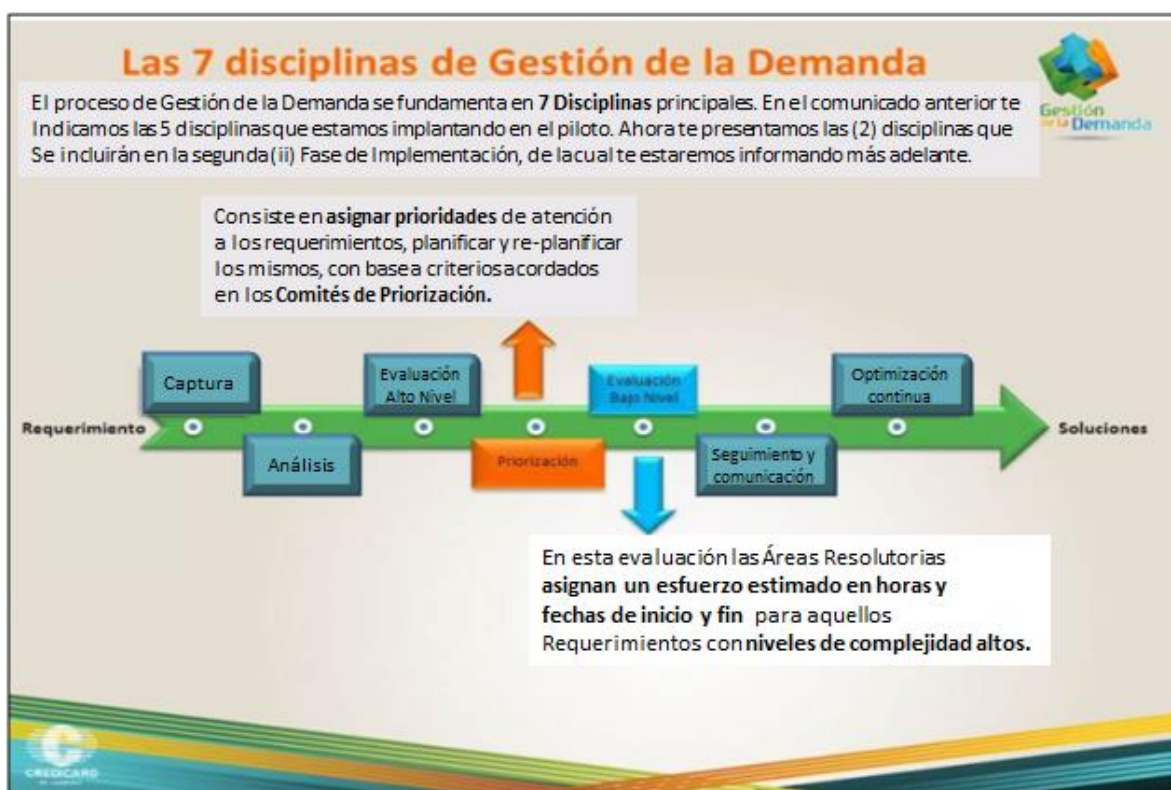 Las 7 disciplinas de Gestión de la Demanda
El proceso de Gestión de la Demanda se fundamenta en 7 Disciplinas principales. En el comunicado anterior te
Indicamos las 5 disciplinas que estamos implantando en el piloto. Ahora te presentamos las (2) disciplinas que
Se incluirán en la segunda (ii) Fase de Implementación, de la cual te estaremos informando más adelante.
Gestión
de la Demanda
Consiste en asignar prioridades de atención
a los requerimientos, planificar y re-planificar
los mismos, con base a criterios acordados
en los Comités de Priorización.
Captura
Evaluación
Alto Nivel
Evaluación
Bajo Nivel
Optimización
continua
Requerimiento
Soluciones
Análisis
Priorización
Seguimiento y
comunicación
En esta evaluación las Áreas Resolutorias
asignan un esfuerzo estimado en horas y
fechas de inicio y fin para aquellos
Requerimientos con niveles de complejidad altos.
CREDICARD